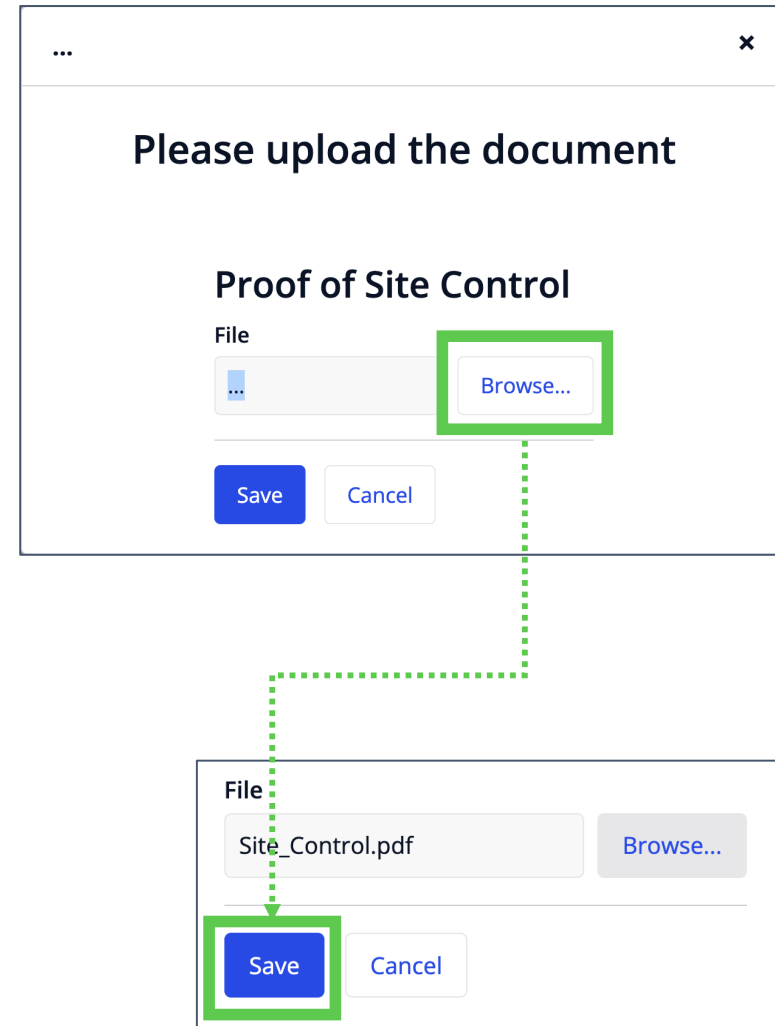 ... ×
Please upload the document
Proof of Site Control
File
... Browse...
Save Cancel
File
Site_Control.pdf Browse...
Save Cancel